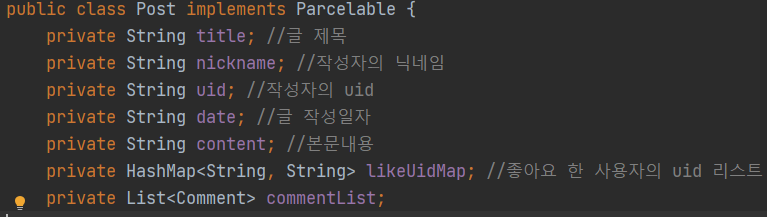 public class Post implements Parcelable {
private String title; //글 제목
private String nickname; //작성자의 닉네임
private String uid; //작성자의 uid
private String date; //글 작성일자
private String content; //본문내용
private HashMap<String, String> likeUidMap; //좋아요 한 사용자의 uid 리스트
private List<Comment> commentList;